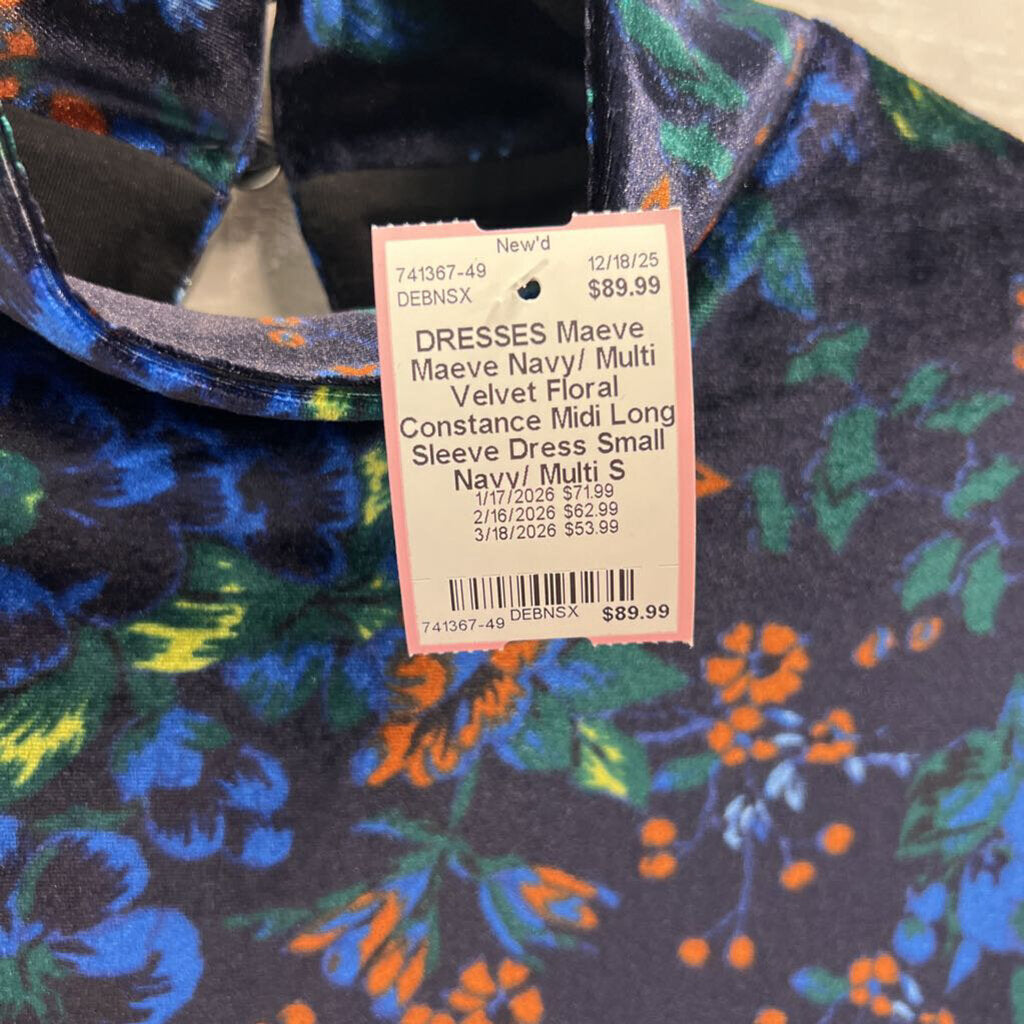 New'd
741367-49 12/18/25
DEBNSX $89.99
DRESSES Maeve
Maeve Navy/ Multi
Velvet Floral
Constance Midi Long
Sleeve Dress Small
Navy/ Multi S
1/17/2026 $71.99
2/16/2026 $62.99
3/18/2026 $53.99
741367-49 DEBNSX $89.99